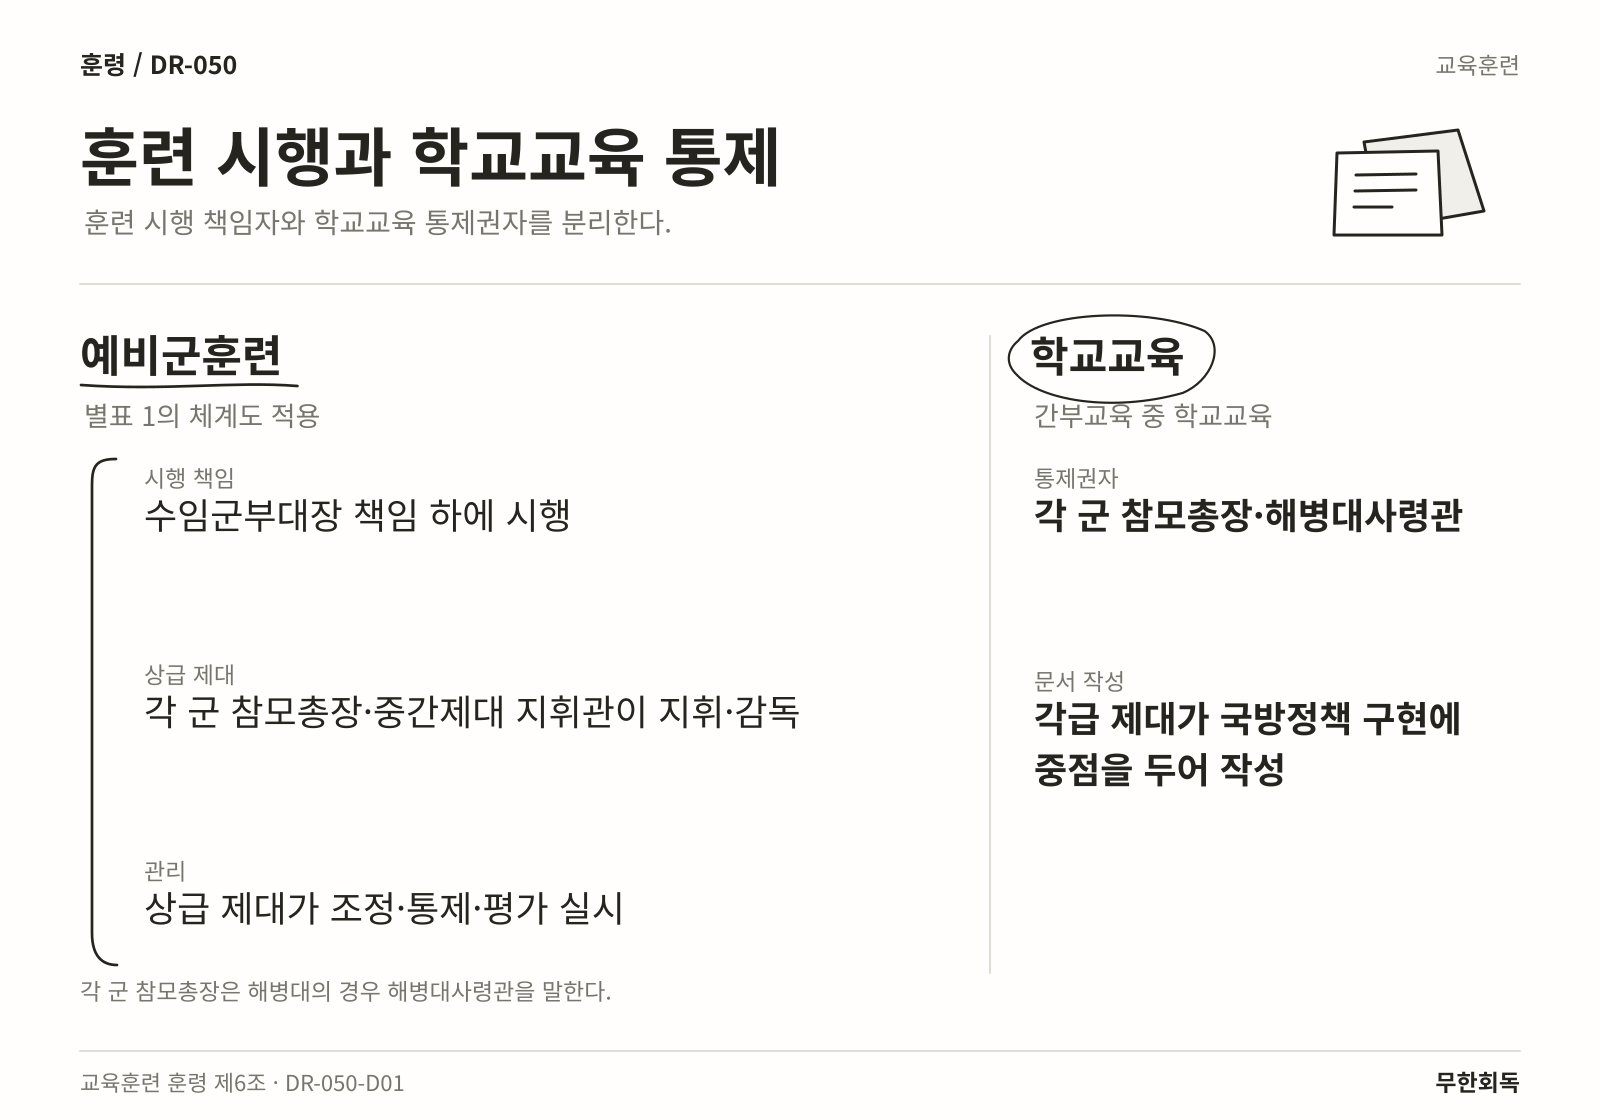 훈령 / DR-050
교육훈련
훈련 시행과 학교교육 통제
훈련 시행 책임자와 학교교육 통제권자를 분리한다.
예비군훈련
별표 1의 체계도 적용
시행 책임
수임군부대장 책임 하에 시행
상급 제대
각 군 참모총장·중간제대 지휘관이 지휘·감독
관리
상급 제대가 조정·통제·평가 실시
각 군 참모총장은 해병대의 경우 해병대사령관을 말한다.
학교교육
간부교육 중 학교교육
통제권자
각 군 참모총장·해병대사령관
문서 작성
각급 제대가 국방정책 구현에
중점을 두어 작성
교육훈련 훈령 제6조 · DR-050-D01
무한회독